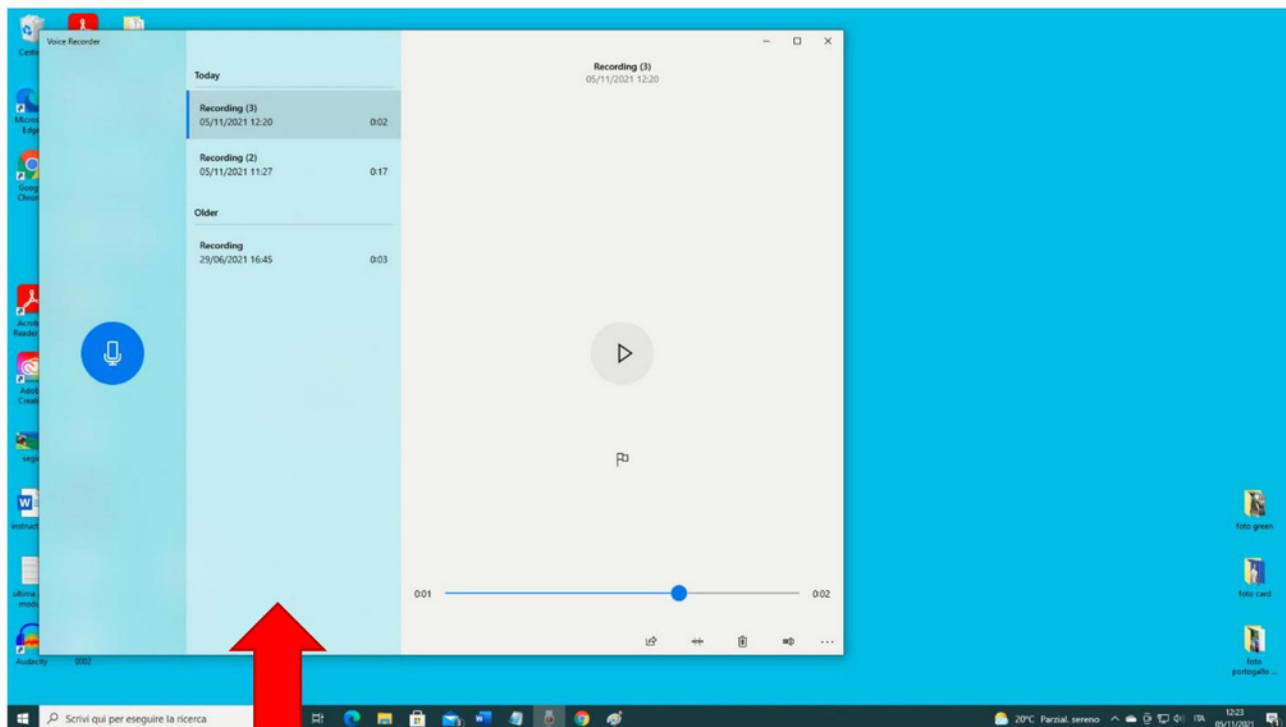 Voice Recorder
Today
Recording (3)
05/11/2021 12:20
0:02
Recording (2)
05/11/2021 11:27
0:17
Older
Recording
29/06/2021 16:45
0:03
Recording (3)
05/11/2021 12:20
0:01
0:02
Edge
Reader
Audacity
0002
foto green
foto card
foto
portogallo ...
Scrivi qui per eseguire la ricerca
20°C Parzial. sereno
ITA
12:23
05/11/2021